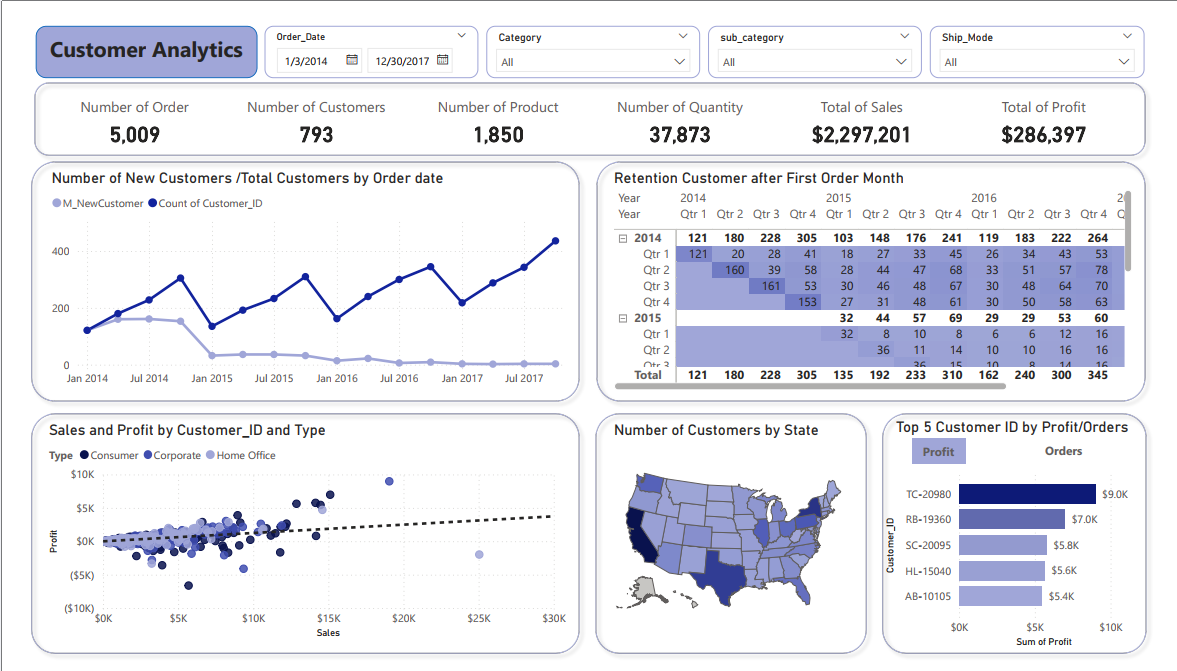 Customer Analytics
Order_Date
1/3/2014 12/30/2017
Category
All
sub_category
All
Ship_Mode
All
Number of Order Number of Customers Number of Product Number of Quantity Total of Sales Total of Profit
5,009 793 1,850 37,873 $2,297,201 $286,397
Number of New Customers /Total Customers by Order date
M_NewCustomer Count of Customer_ID
400
200
0
Jan 2014 Jul 2014 Jan 2015 Jul 2015 Jan 2016 Jul 2016 Jan 2017 Jul 2017
Retention Customer after First Order Month
Year 2014 2015 2016
Year Qtr 1 Qtr 2 Qtr 3 Qtr 4 Qtr 1 Qtr 2 Qtr 3 Qtr 4 Qtr 1 Qtr 2 Qtr 3 Qtr 4
2014 121 180 228 305 103 148 176 241 119 183 222 264
Qtr 1 121 20 28 41 18 27 33 45 26 34 43 53
Qtr 2 160 39 58 28 44 47 68 33 51 57 78
Qtr 3 161 53 30 46 48 67 30 48 64 70
Qtr 4 153 27 31 48 61 30 50 58 63
2015 32 44 57 69 29 29 53 60
Qtr 1 32 8 10 8 6 6 12 16
Qtr 2 36 11 14 10 10 16 16
Qtr 3 36 15 10 8 14 16
Total 121 180 228 305 135 192 233 310 162 240 300 345
Sales and Profit by Customer_ID and Type
Type Consumer Corporate Home Office
Profit
$10K
$5K
$0K
($5K)
($10K)
$0K $5K $10K $15K $20K $25K $30K
Sales
Number of Customers by State
Top 5 Customer ID by Profit/Orders
Profit Orders
Customer_ID
TC-20980 $9.0K
RB-19360 $7.0K
SC-20095 $5.8K
HL-15040 $5.6K
AB-10105 $5.4K
$0K $5K $10K
Sum of Profit